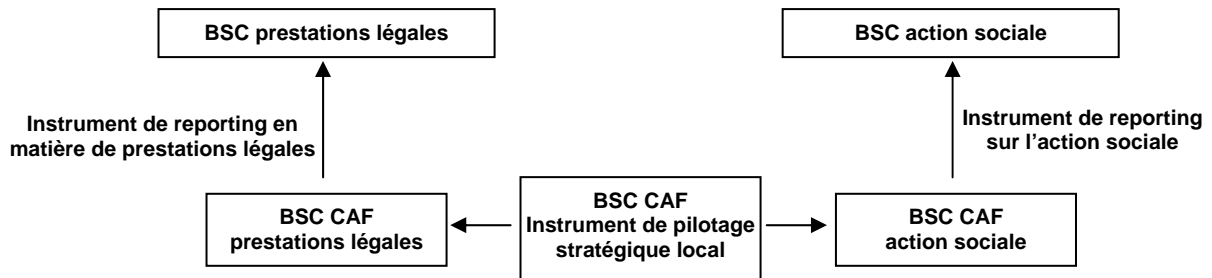 BSC prestations légales
BSC action sociale
Instrument de reporting en
matière de prestations légales
Instrument de reporting
sur l’action sociale
BSC CAF
prestations légales
BSC CAF
Instrument de pilotage
stratégique local
BSC CAF
action sociale